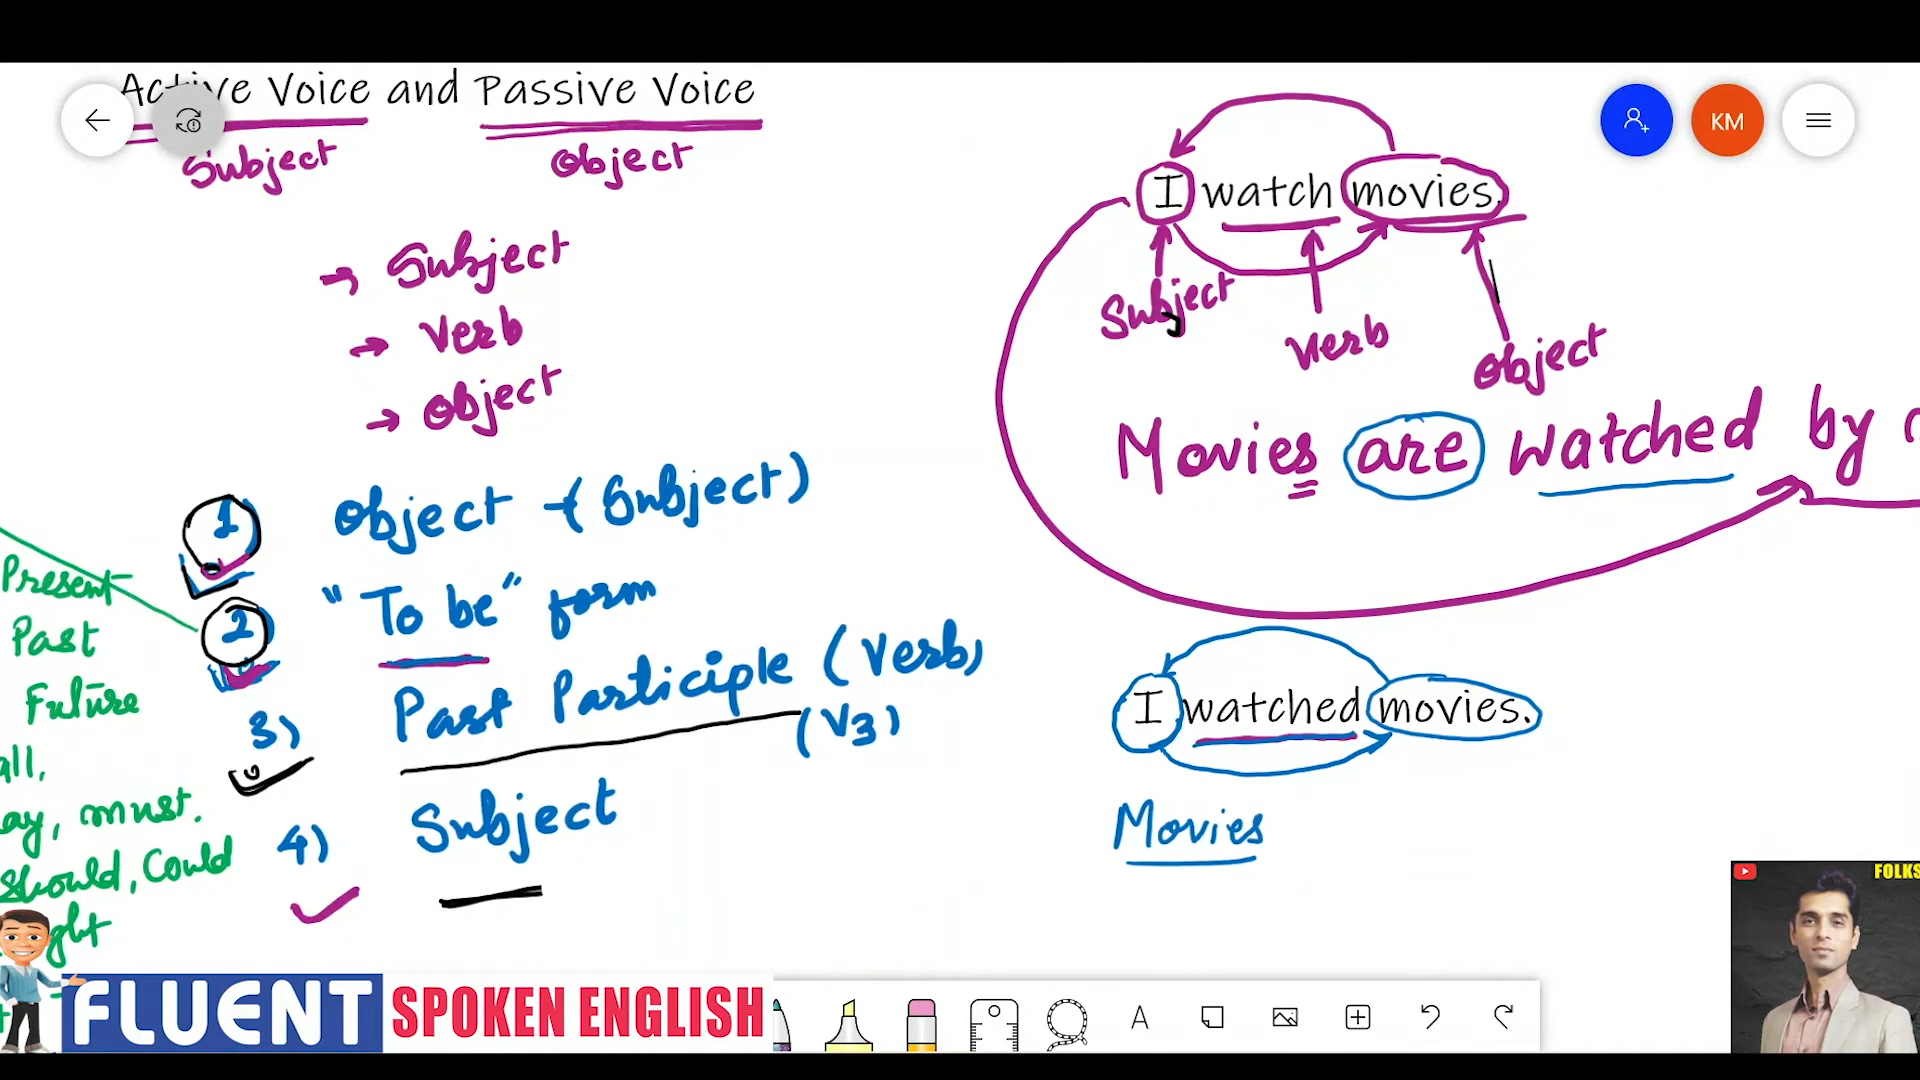 Active Voice and Passive Voice
Subject
Object
→ Subject
→ Verb
→ Object
1 Object → (Subject)
2 "To be" form
3) Past Participle (Verb)
(V3)
4) Subject
Present
Past
Future
all,
ay, must.
should, Could
ght
I watch movies.
Subject
Verb
Object
Movies are watched by
I watched movies.
Movies
KM
FOLKS
FLUENT SPOKEN ENGLISH
A